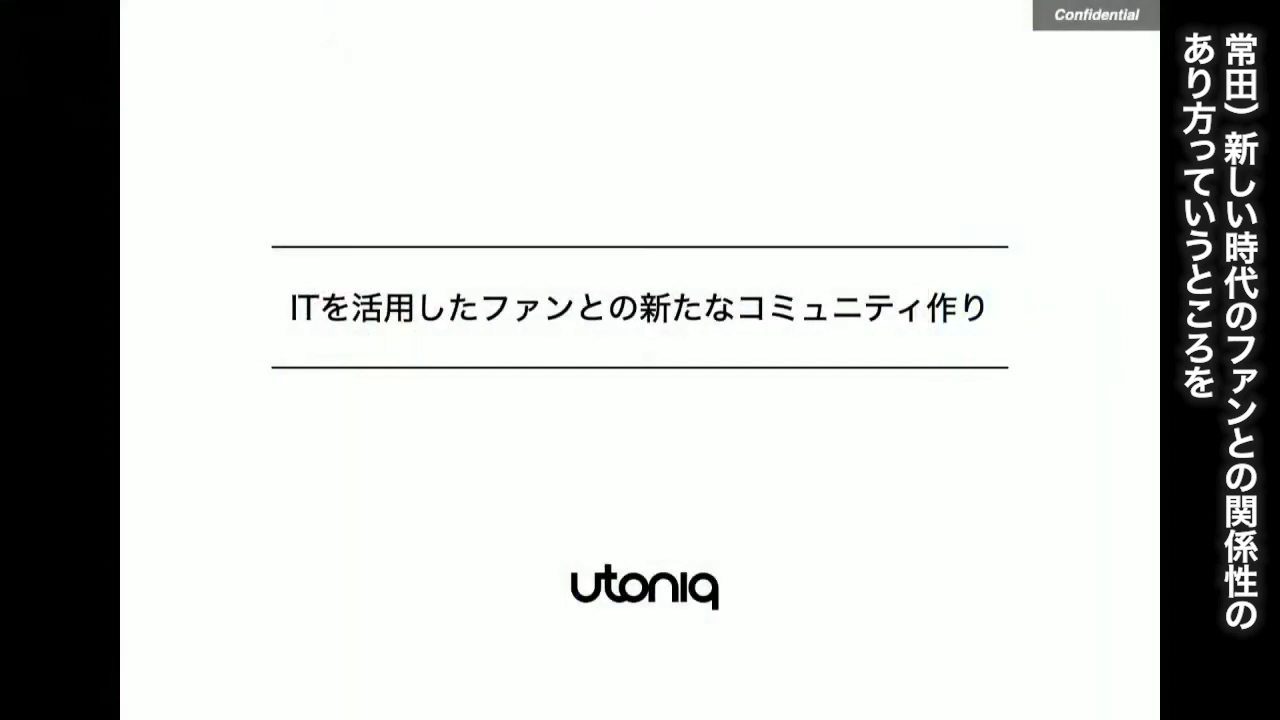 Confidential
ITを活用したファンとの新たなコミュニティ作り
utoniq
常田）新しい時代のファンとの関係性の
あり方っていうところを